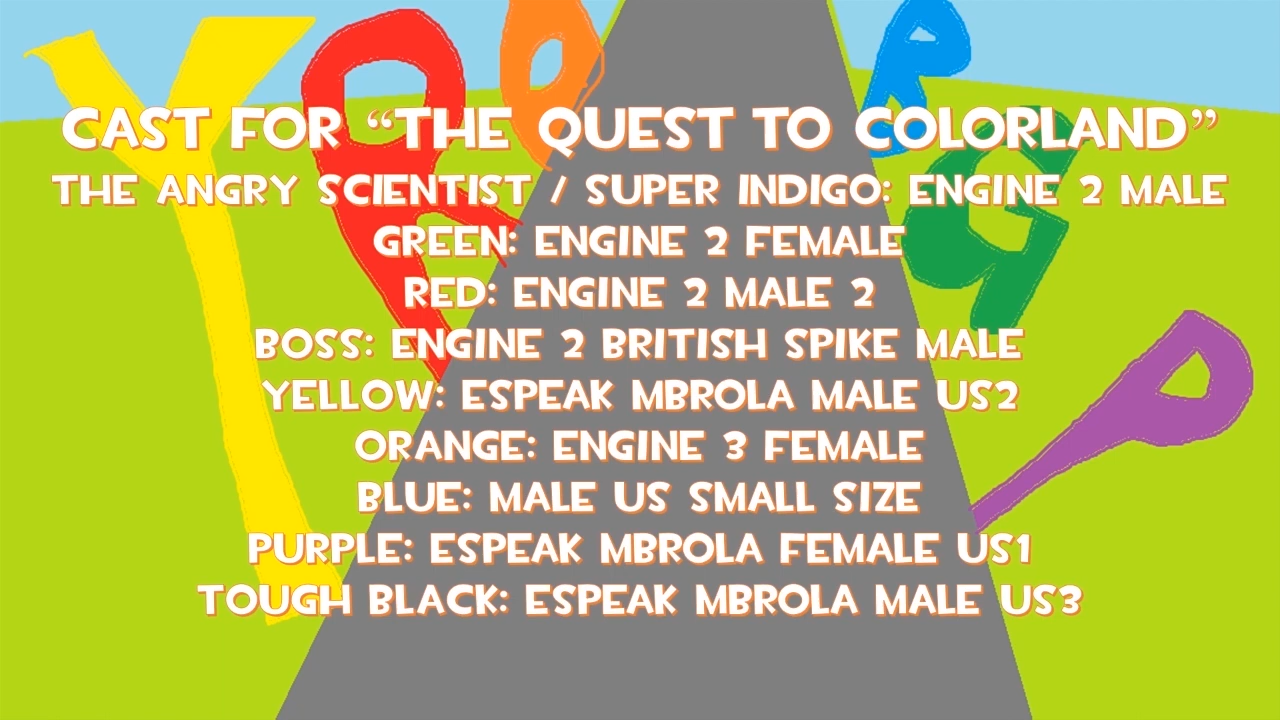 CAST FOR “THE QUEST TO COLORLAND”
THE ANGRY SCIENTIST / SUPER INDIGO: ENGINE 2 MALE
GREEN: ENGINE 2 FEMALE
RED: ENGINE 2 MALE 2
BOSS: ENGINE 2 BRITISH SPIKE MALE
YELLOW: ESPEAK MBROLA MALE US2
ORANGE: ENGINE 3 FEMALE
BLUE: MALE US SMALL SIZE
PURPLE: ESPEAK MBROLA FEMALE US1
TOUGH BLACK: ESPEAK MBROLA MALE US3